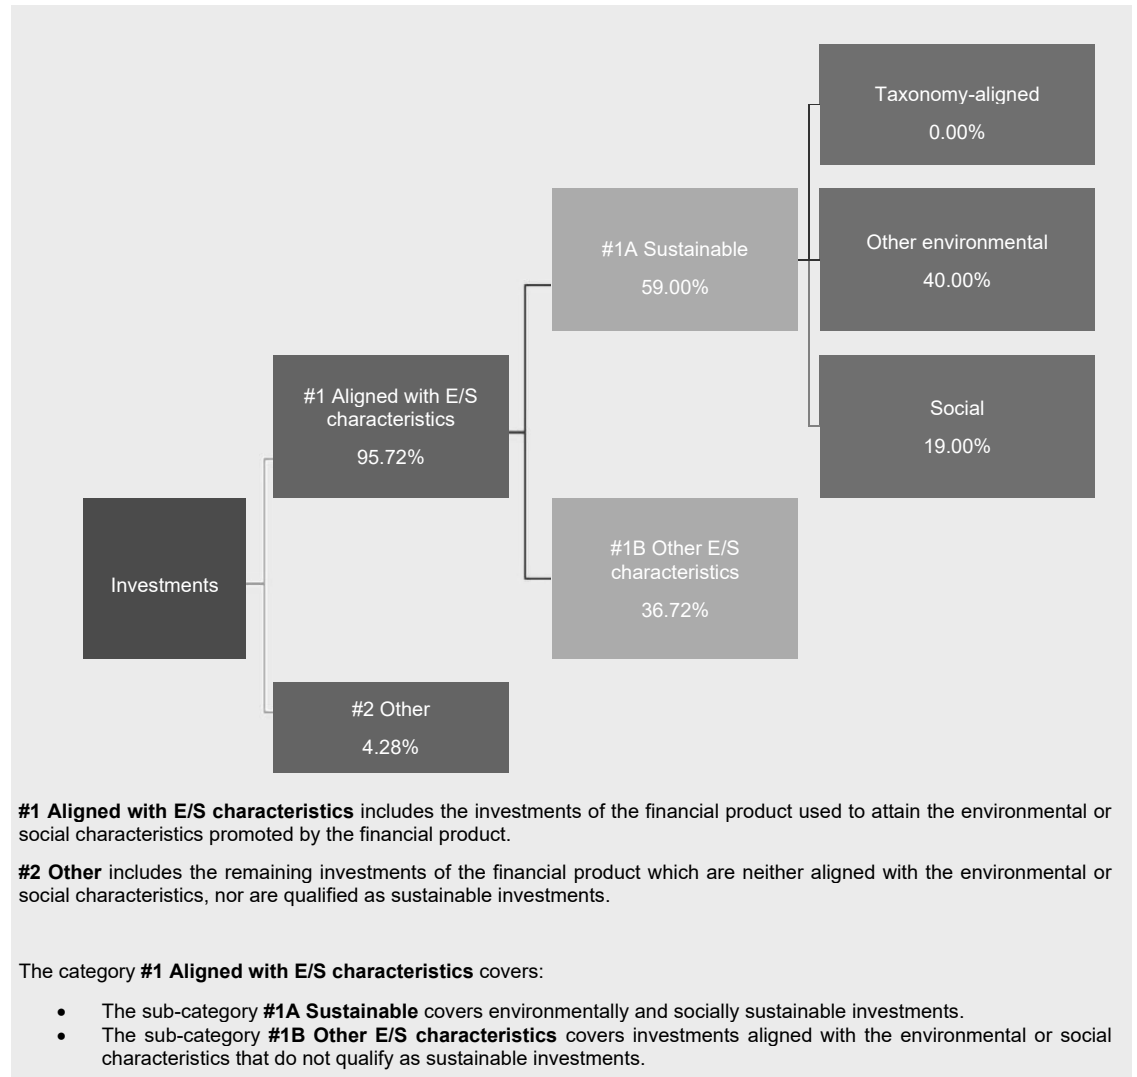 Taxonomy-aligned
0.00%
#1A Sustainable
59.00%
Other environmental
40.00%
#1 Aligned with E/S
characteristics
95.72%
Social
19.00%
Investments
#1B Other E/S
characteristics
36.72%
#2 Other
4.28%
#1 Aligned with E/S characteristics includes the investments of the financial product used to attain the environmental or
social characteristics promoted by the financial product.
#2 Other includes the remaining investments of the financial product which are neither aligned with the environmental or
social characteristics, nor are qualified as sustainable investments.
The category #1 Aligned with E/S characteristics covers:
• The sub-category #1A Sustainable covers environmentally and socially sustainable investments.
• The sub-category #1B Other E/S characteristics covers investments aligned with the environmental or social
characteristics that do not qualify as sustainable investments.